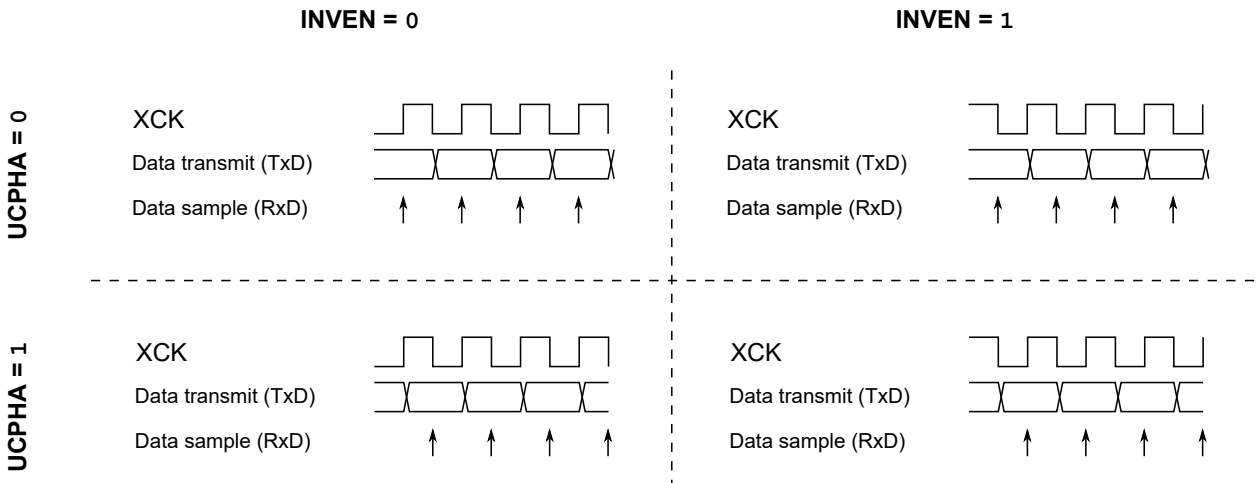 INVEN = 0
INVEN = 1
UCPHA = 0
XCK
Data transmit (TxD)
Data sample (RxD)
XCK
Data transmit (TxD)
Data sample (RxD)
UCPHA = 1
XCK
Data transmit (TxD)
Data sample (RxD)
XCK
Data transmit (TxD)
Data sample (RxD)